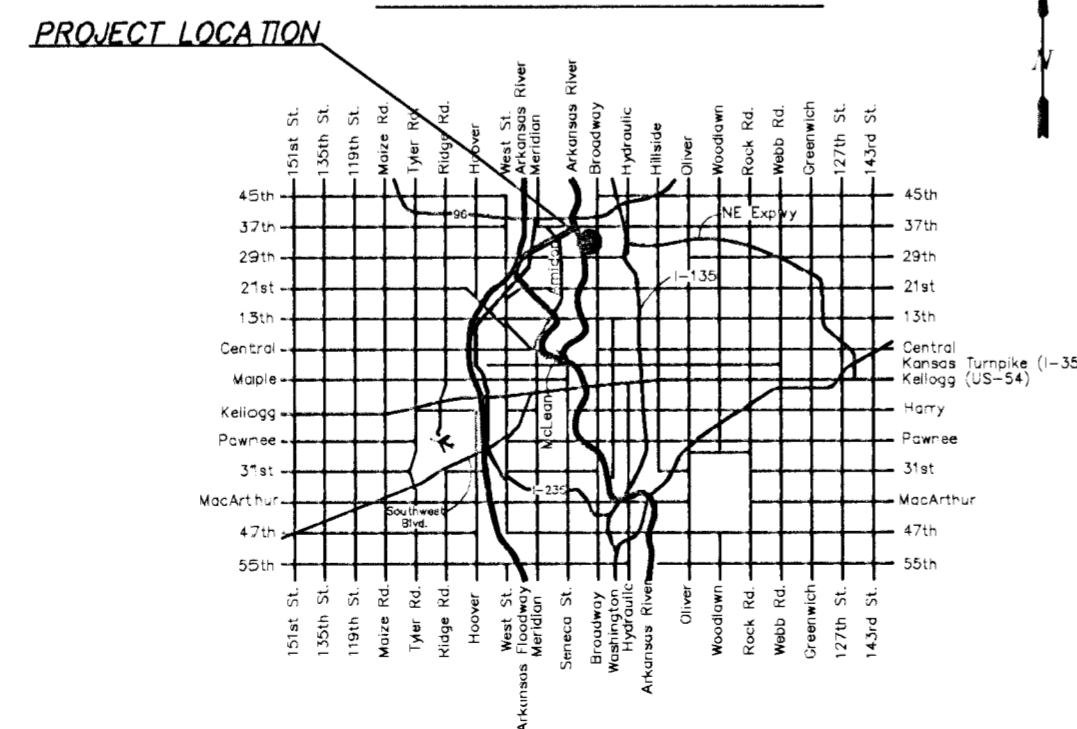 PROJECT LOCATION
N
151st St.
135th St.
119th St.
Maize Rd.
Tyler Rd.
Ridge Rd.
Hoover
West St.
Arkansas River
Meridian
Arkansas River
Broadway
Hydraulic
Hillside
Oliver
Woodlawn
Rock Rd.
Webb Rd.
Greenwich
127th St.
143rd St.
45th
37th
29th
21st
13th
Central
Maple
Kellogg
Pawnee
31st
MacArthur
47th
55th
96
NE Expwy
Amidon
I-135
McLean
I-235
Southwest
Blvd.
45th
37th
29th
21st
13th
Central
Kansas Turnpike (I-35
Kellogg (US-54)
Harry
Pawnee
31st
MacArthur
47th
55th
151st St.
135th St.
119th St.
Maize Rd.
Tyler Rd.
Ridge Rd.
Hoover
West St.
Arkansas Floodway
Meridian
Seneca St.
Broadway
Washington
Hydraulic
Arkansas River
Oliver
Woodlawn
Rock Rd.
Webb Rd.
Greenwich
127th St.
143rd St.